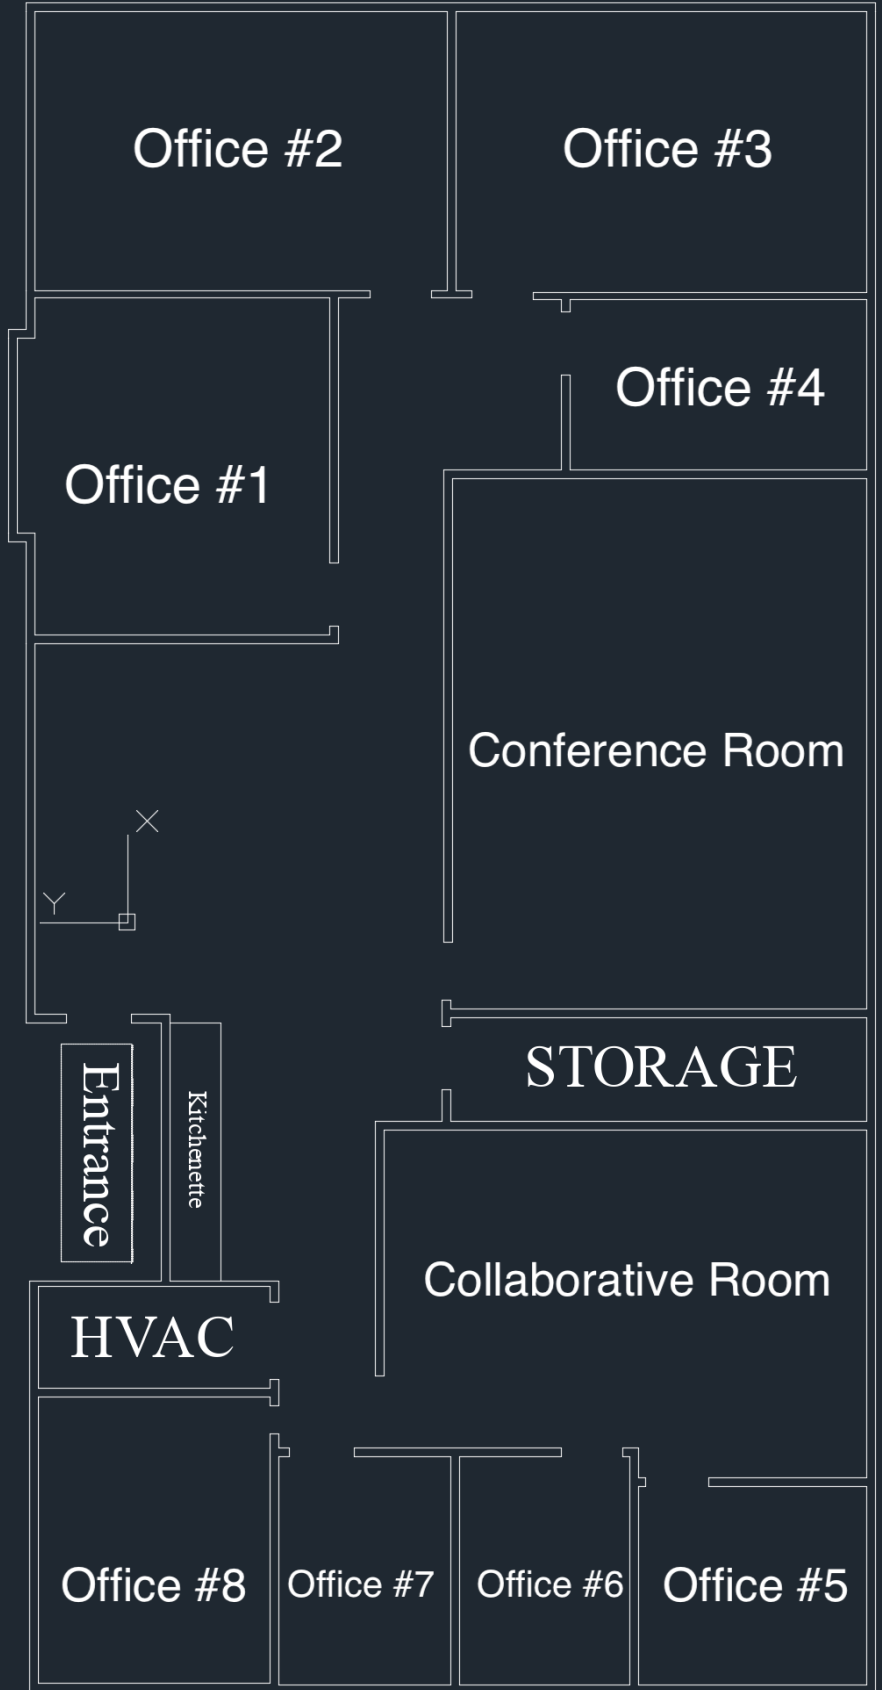 Office #2
Office #3
Office #4
Office #1
Conference Room
X
Y
STORAGE
Entrance
Kitchenette
Collaborative Room
HVAC
Office #8
Office #7
Office #6
Office #5